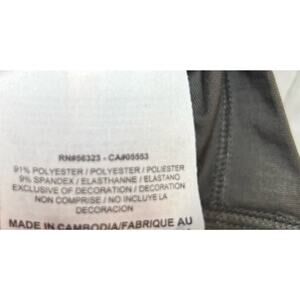 RN#56323 - CA#05553
91% POLYESTER / POLYESTER / POLIESTER
9% SPANDEX / ELASTHANNE / ELASTANO
EXCLUSIVE OF DECORATION / DECORATION
NON COMPRISE / NO INCLUYE LA
DECORACION
MADE IN CAMBODIA/FABRIQUE AU